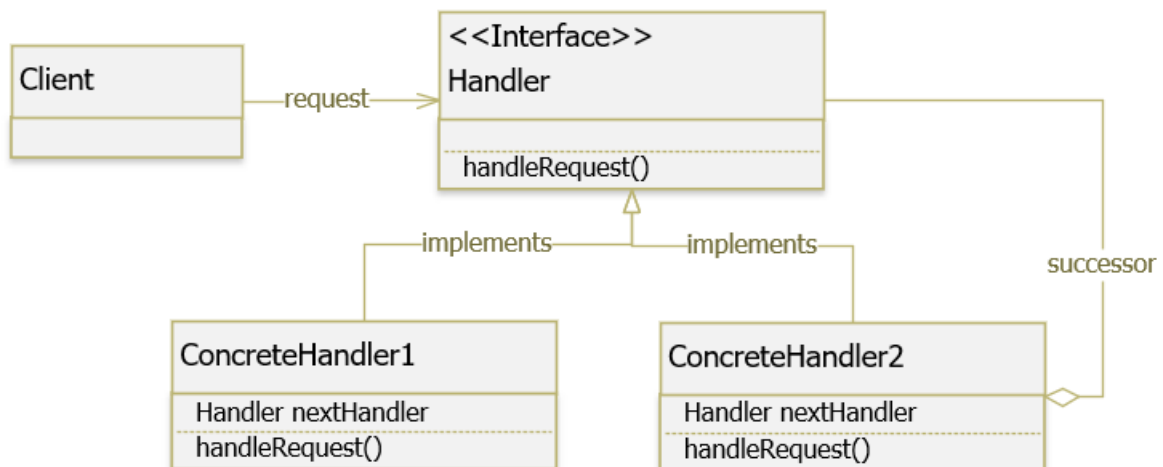 Client
request
<<Interface>>
Handler
handleRequest()
implements
implements
successor
ConcreteHandler1
Handler nextHandler
handleRequest()
ConcreteHandler2
Handler nextHandler
handleRequest()